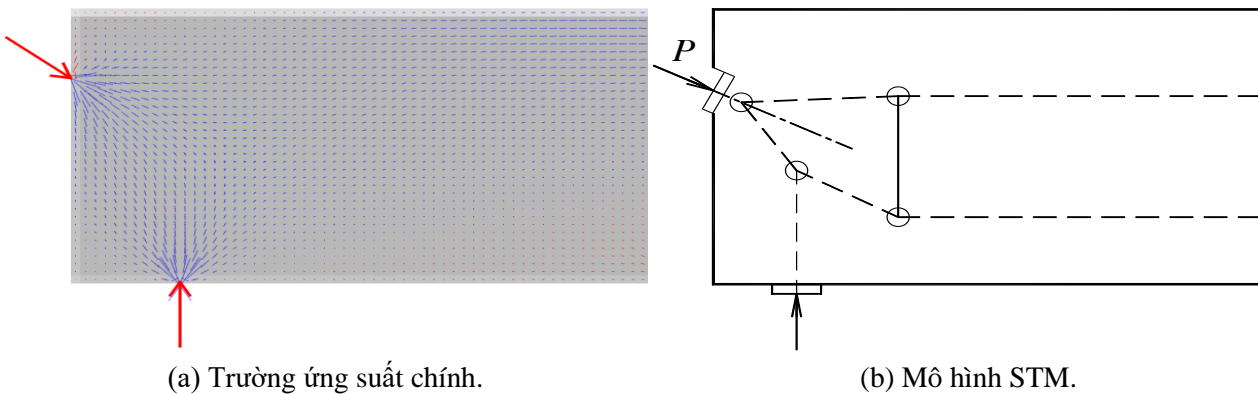 P
(a) Trường ứng suất chính.
(b) Mô hình STM.